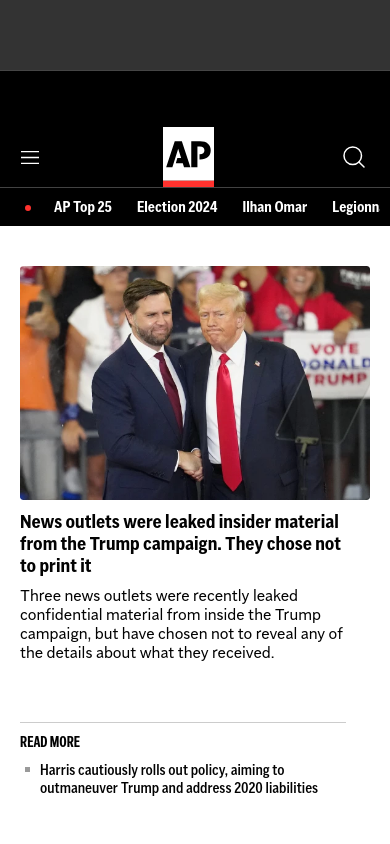 AP
AP Top 25 Election 2024 Ilhan Omar Legionn
VOTE
DONALD
TRUMP
News outlets were leaked insider material
from the Trump campaign. They chose not
to print it
Three news outlets were recently leaked
confidential material from inside the Trump
campaign, but have chosen not to reveal any of
the details about what they received.
READ MORE
Harris cautiously rolls out policy, aiming to
outmaneuver Trump and address 2020 liabilities